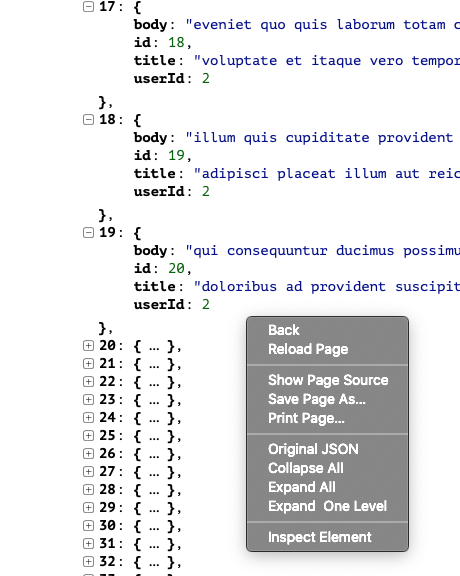 17: {
body: "eveniet quo quis laborum totam c
id: 18,
title: "voluptate et itaque vero tempor
userId: 2
},
18: {
body: "illum quis cupiditate provident
id: 19,
title: "adipisci placeat illum aut reic
userId: 2
},
19: {
body: "qui consequuntur ducimus possimu
id: 20,
title: "doloribus ad provident suscipit
userId: 2
},
20: { … },
21: { … },
22: { … },
23: { … },
24: { … },
25: { … },
26: { … },
27: { … },
28: { … },
29: { … },
30: { … },
31: { … },
32: { … },
Back
Reload Page
Show Page Source
Save Page As...
Print Page...
Original JSON
Collapse All
Expand All
Expand  One Level
Inspect Element